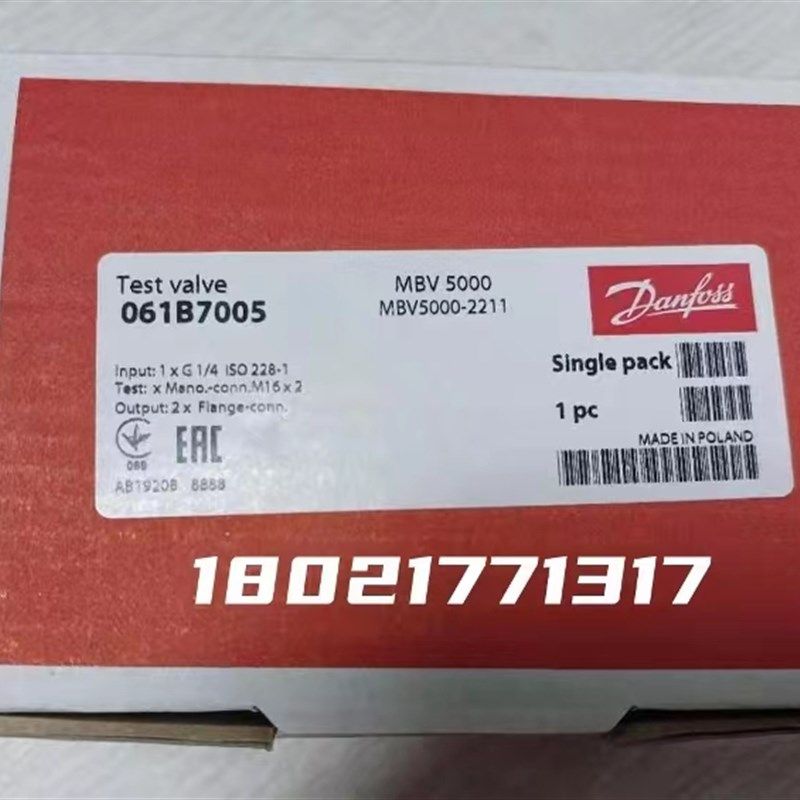 Test valve
061B7005
MBV 5000
MBV5000-2211
Danfoss
Input: 1 x G 1/4 ISO 228-1
Test: x Mano.-conn.M16 x 2
Output: 2 x Flange-conn.
Single pack
1 pc
MADE IN POLAND
EAC
AB1920B 8888
18021771317